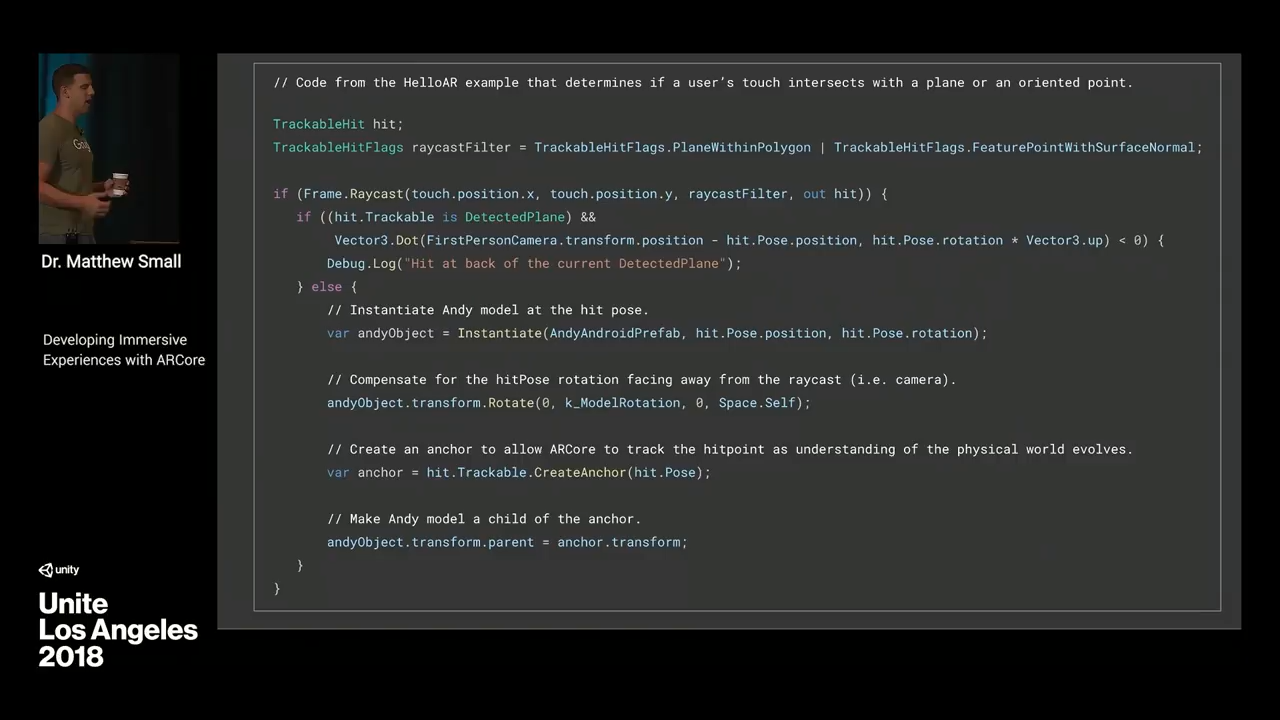 Goo
Dr. Matthew Small
Developing Immersive
Experiences with ARCore
unity
Unite
Los Angeles
2018
// Code from the HelloAR example that determines if a user’s touch intersects with a plane or an oriented point.
TrackableHit hit;
TrackableHitFlags raycastFilter = TrackableHitFlags.PlaneWithinPolygon | TrackableHitFlags.FeaturePointWithSurfaceNormal;
if (Frame.Raycast(touch.position.x, touch.position.y, raycastFilter, out hit)) {
if ((hit.Trackable is DetectedPlane) &&
Vector3.Dot(FirstPersonCamera.transform.position - hit.Pose.position, hit.Pose.rotation * Vector3.up) < 0) {
Debug.Log("Hit at back of the current DetectedPlane");
} else {
// Instantiate Andy model at the hit pose.
var andyObject = Instantiate(AndyAndroidPrefab, hit.Pose.position, hit.Pose.rotation);
// Compensate for the hitPose rotation facing away from the raycast (i.e. camera).
andyObject.transform.Rotate(0, k_ModelRotation, 0, Space.Self);
// Create an anchor to allow ARCore to track the hitpoint as understanding of the physical world evolves.
var anchor = hit.Trackable.CreateAnchor(hit.Pose);
// Make Andy model a child of the anchor.
andyObject.transform.parent = anchor.transform;
}
}